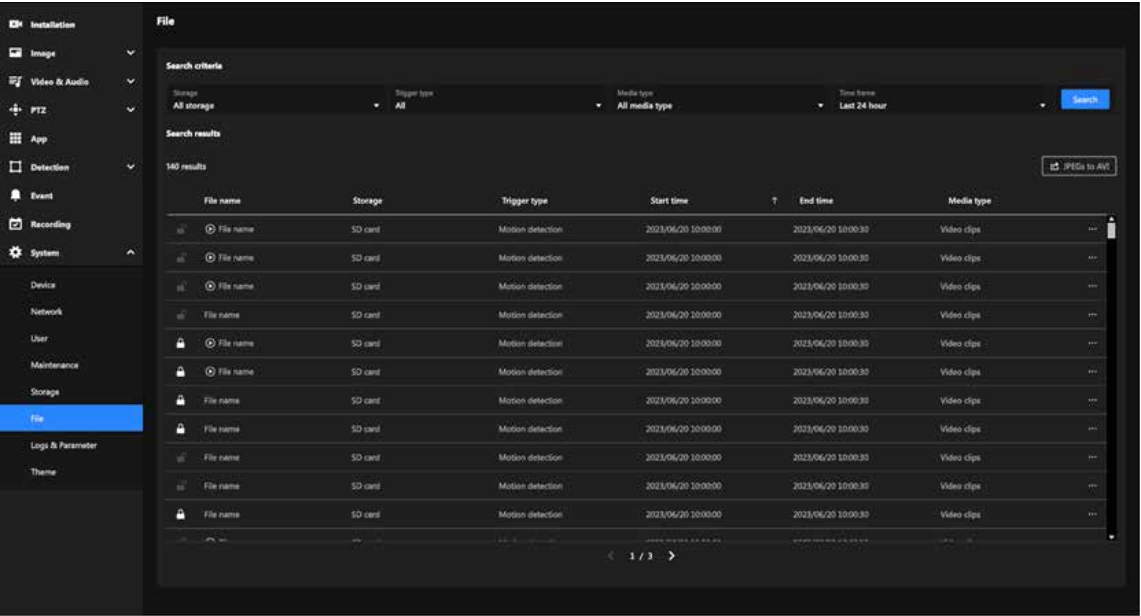 Installation
Image
Video & Audio
PTZ
App
Detection
Event
Recording
System
Device
Network
User
Maintenance
Storage
File
Logs & Parameter
Theme
File
Search criteria
Storage Trigger type Media type Time frame
All storage All All media type Last 24 hour Search
Search results
140 results JPEGs to AVI
File name Storage Trigger type Start time End time Media type
File name SD card Motion detection 2023/06/20 10:00:00 2023/06/20 10:00:30 Video clips
File name SD card Motion detection 2023/06/20 10:00:00 2023/06/20 10:00:30 Video clips
File name SD card Motion detection 2023/06/20 10:00:00 2023/06/20 10:00:30 Video clips
File name SD card Motion detection 2023/06/20 10:00:00 2023/06/20 10:00:30 Video clips
File name SD card Motion detection 2023/06/20 10:00:00 2023/06/20 10:00:30 Video clips
File name SD card Motion detection 2023/06/20 10:00:00 2023/06/20 10:00:30 Video clips
File name SD card Motion detection 2023/06/20 10:00:00 2023/06/20 10:00:30 Video clips
File name SD card Motion detection 2023/06/20 10:00:00 2023/06/20 10:00:30 Video clips
File name SD card Motion detection 2023/06/20 10:00:00 2023/06/20 10:00:30 Video clips
File name SD card Motion detection 2023/06/20 10:00:00 2023/06/20 10:00:30 Video clips
File name SD card Motion detection 2023/06/20 10:00:00 2023/06/20 10:00:30 Video clips
1 / 3